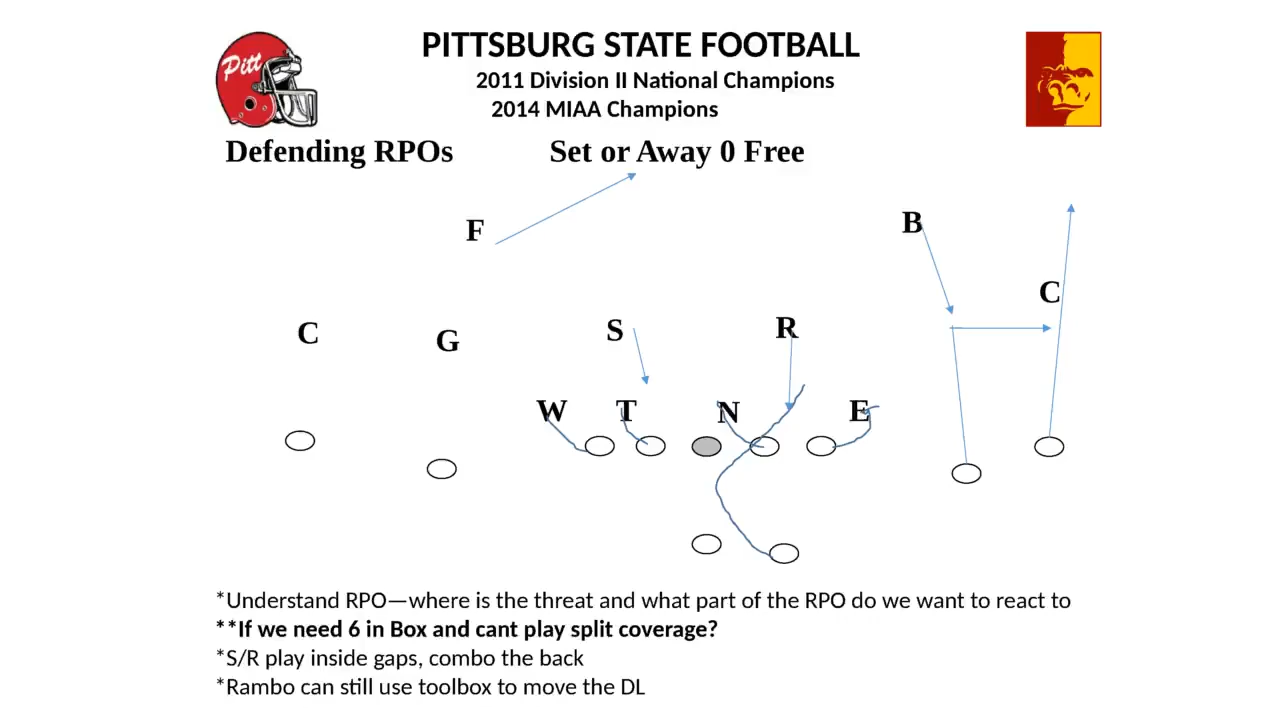 Pitt
PITTSBURG STATE FOOTBALL
2011 Division II National Champions
2014 MIAA Champions
Defending RPOs
Set or Away 0 Free
F
B
C
C
G
S
R
W
T
N
E
*Understand RPO—where is the threat and what part of the RPO do we want to react to
**If we need 6 in Box and cant play split coverage?
*S/R play inside gaps, combo the back
*Rambo can still use toolbox to move the DL